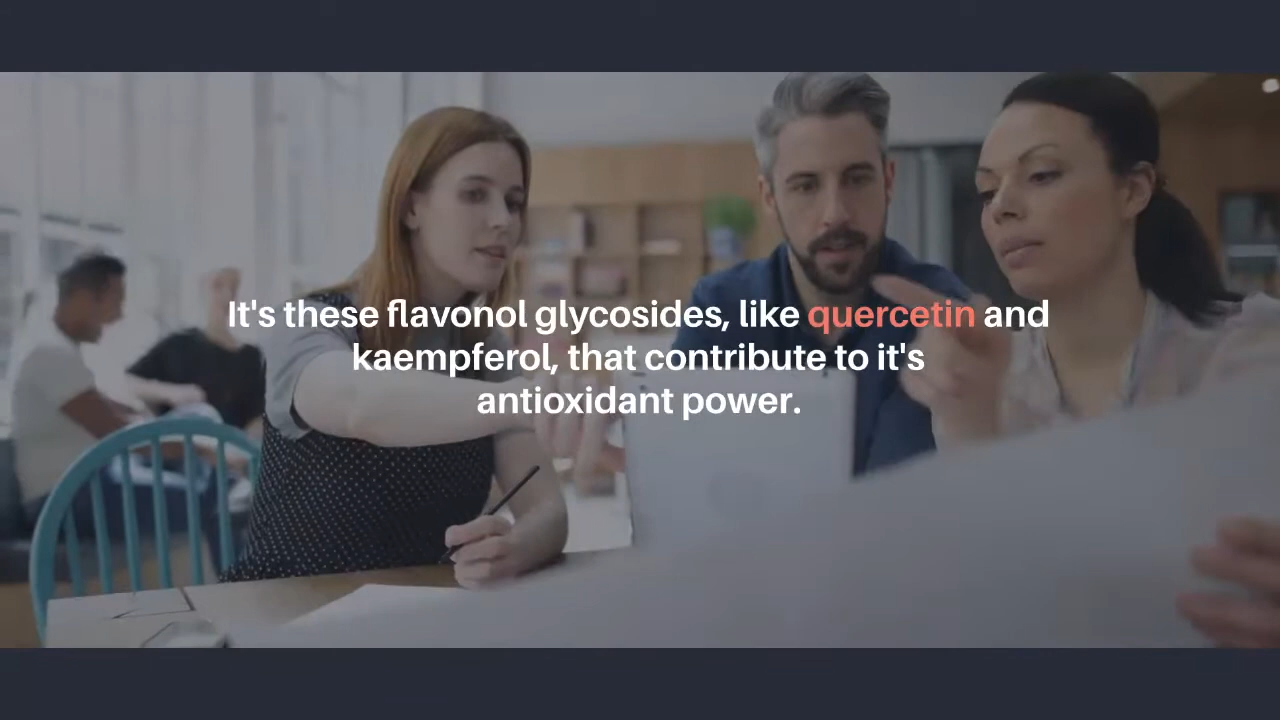 It's these flavonol glycosides, like quercetin and
kaempferol, that contribute to it's
antioxidant power.